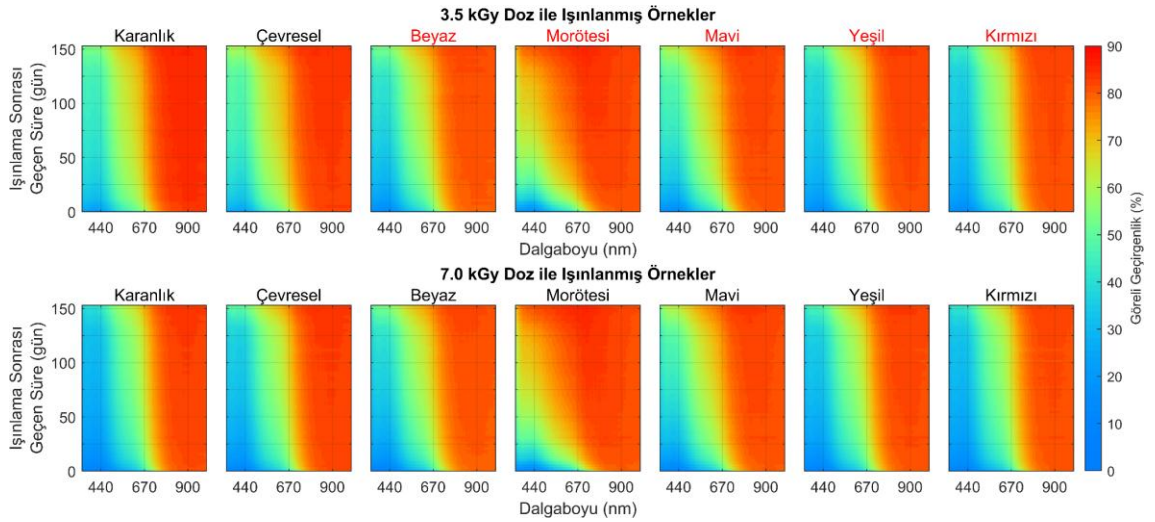 3.5 kGy Doz ile Işınlanmış Örnekler
Karanlık Çevresel Beyaz Morötesi Mavi Yeşil Kırmızı
Işınlama Sonrası
Geçen Süre (gün)
150
100
50
0
440 670 900 440 670 900 440 670 900 440 670 900 440 670 900 440 670 900 440 670 900
Dalgaboyu (nm)
7.0 kGy Doz ile Işınlanmış Örnekler
Karanlık Çevresel Beyaz Morötesi Mavi Yeşil Kırmızı
Işınlama Sonrası
Geçen Süre (gün)
150
100
50
0
440 670 900 440 670 900 440 670 900 440 670 900 440 670 900 440 670 900 440 670 900
Dalgaboyu (nm)
90
80
70
60
50
40
30
20
10
0
Göreli Geçirgenlik (%)